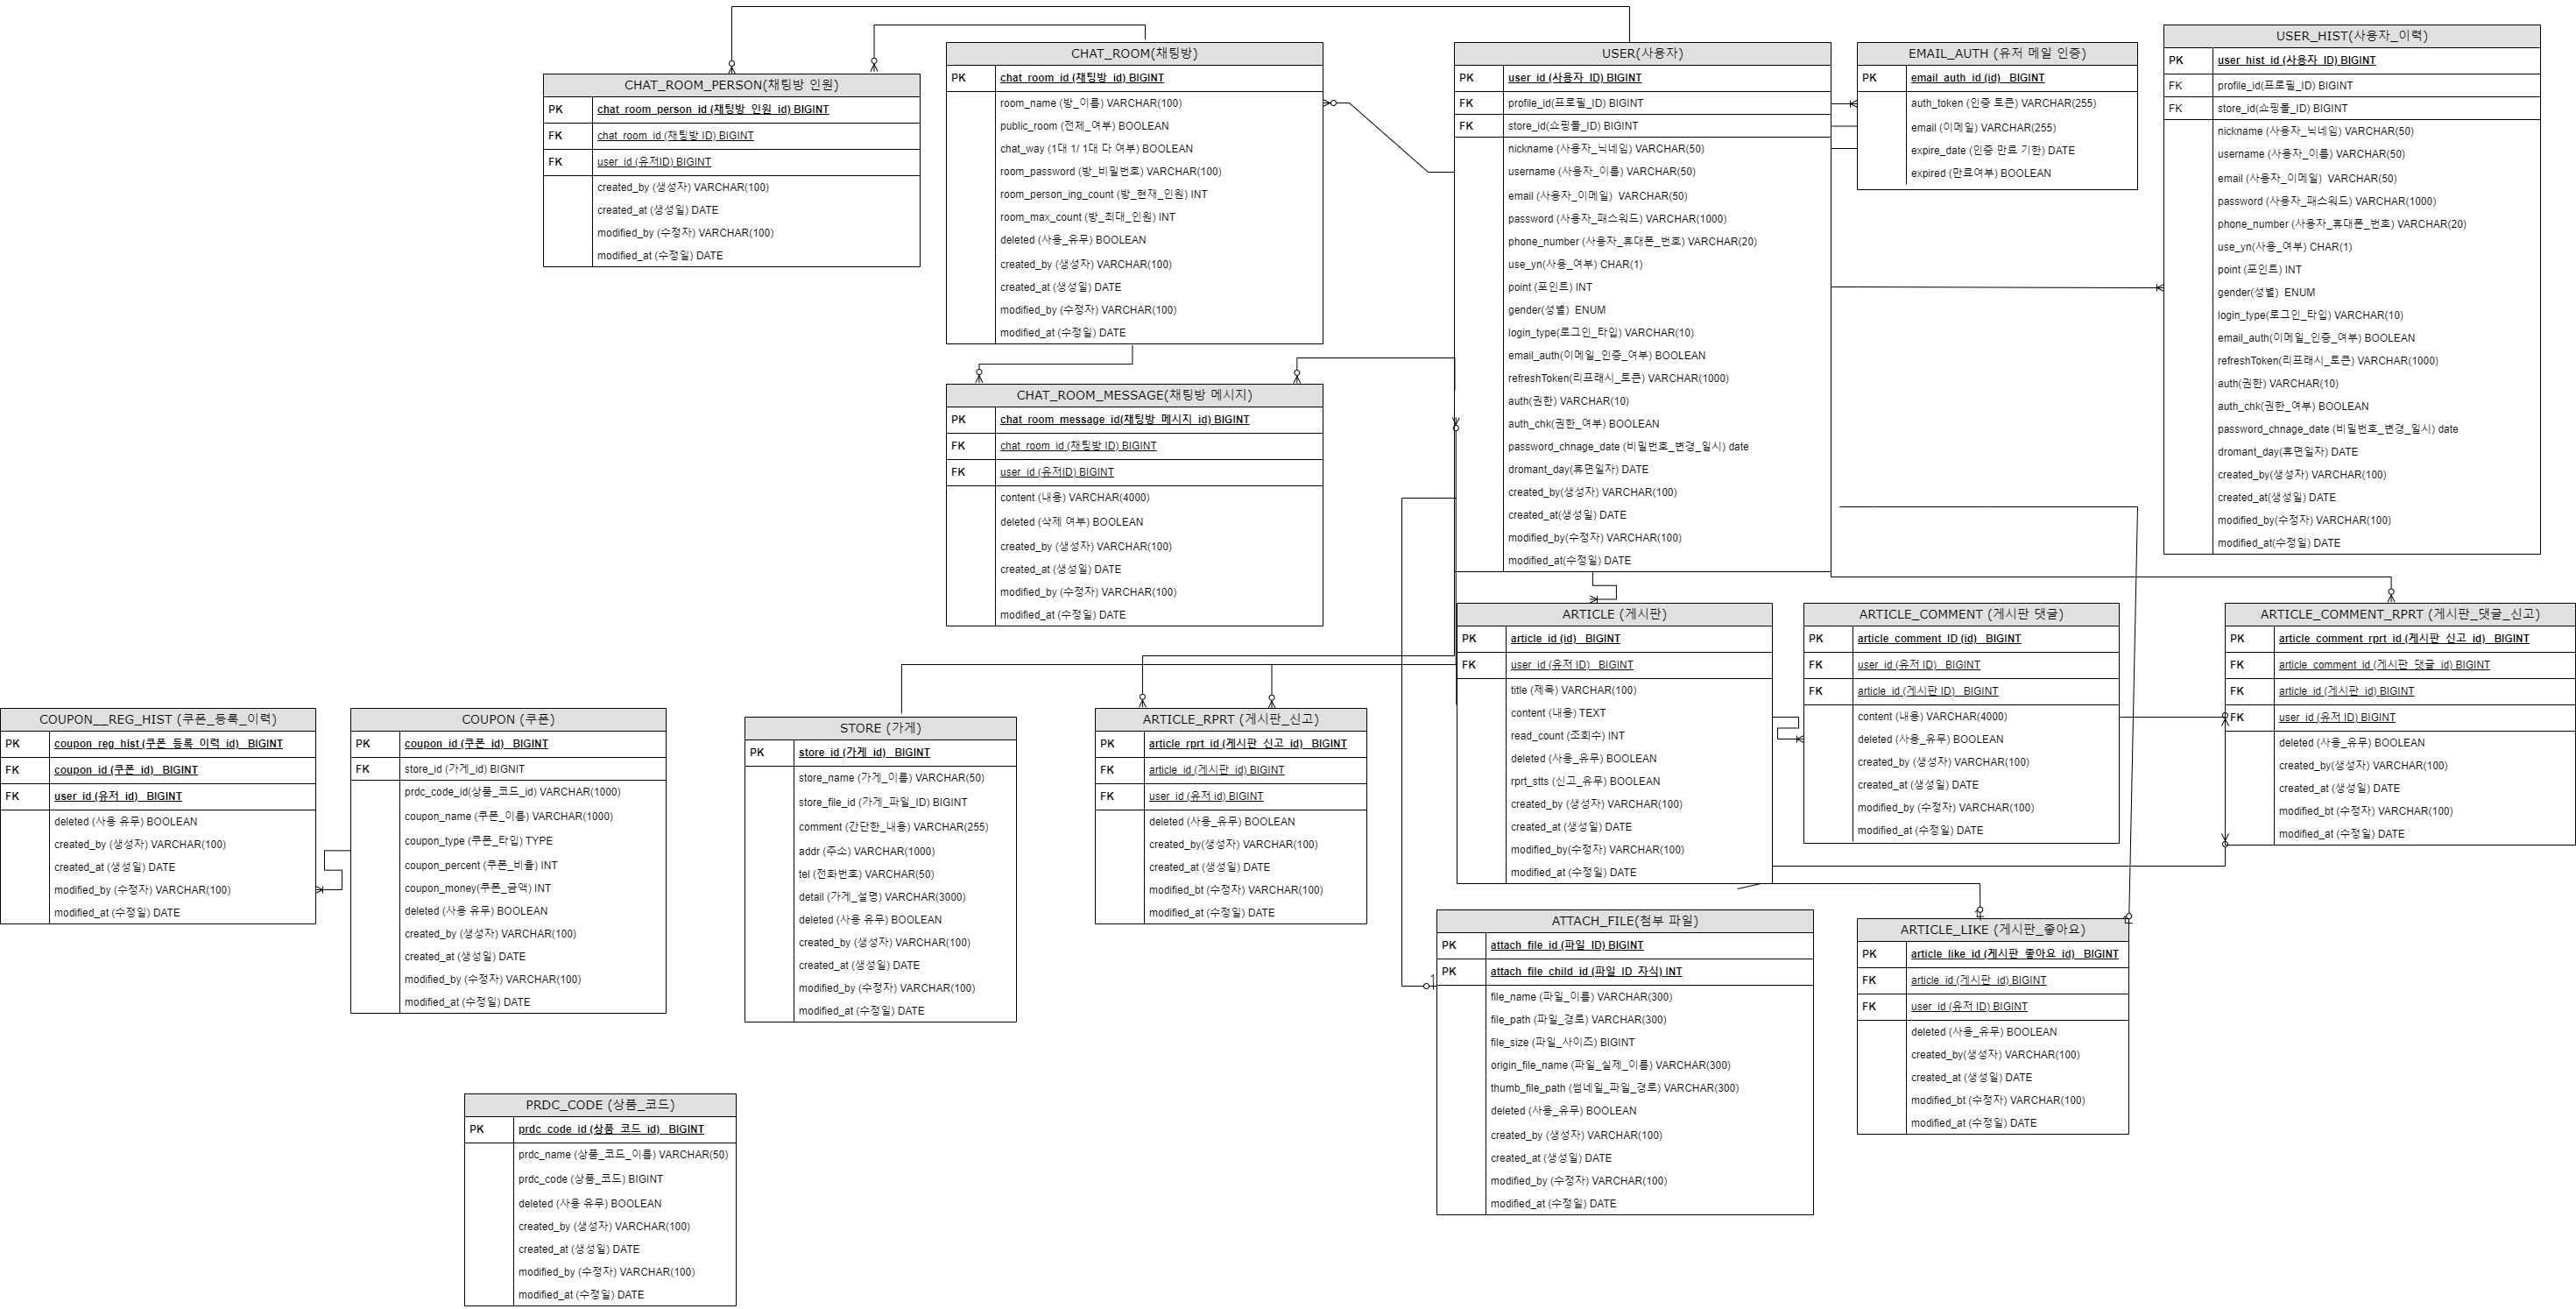 CHAT_ROOM_PERSON(채팅방 인원)
PK chat_room_person_id (채팅방_인원_id) BIGINT
FK chat_room_id (채팅방 ID) BIGINT
FK user_id (유저ID) BIGINT
created_by (생성자) VARCHAR(100)
created_at (생성일) DATE
modified_by (수정자) VARCHAR(100)
modified_at (수정일) DATE
CHAT_ROOM(채팅방)
PK chat_room_id (채팅방_id) BIGINT
room_name (방_이름) VARCHAR(100)
public_room (전체_여부) BOOLEAN
chat_way (1대 1/ 1대 다 여부) BOOLEAN
room_password (방_비밀번호) VARCHAR(100)
room_person_ing_count (방_현재_인원) INT
room_max_count (방_최대_인원) INT
deleted (사용_유무) BOOLEAN
created_by (생성자) VARCHAR(100)
created_at (생성일) DATE
modified_by (수정자) VARCHAR(100)
modified_at (수정일) DATE
USER(사용자)
PK user_id (사용자_ID) BIGINT
FK profile_id(프로필_ID) BIGINT
FK store_id(쇼핑몰_ID) BIGINT
nickname (사용자_닉네임) VARCHAR(50)
username (사용자_이름) VARCHAR(50)
email (사용자_이메일) VARCHAR(50)
password (사용자_패스워드) VARCHAR(1000)
phone_number (사용자_휴대폰_번호) VARCHAR(20)
use_yn(사용_여부) CHAR(1)
point (포인트) INT
gender(성별) ENUM
login_type(로그인_타입) VARCHAR(10)
email_auth(이메일_인증_여부) BOOLEAN
refreshToken(리프래시_토큰) VARCHAR(1000)
auth(권한) VARCHAR(10)
auth_chk(권한_여부) BOOLEAN
password_chnage_date (비밀번호_변경_일시) date
dromant_day(휴면일자) DATE
created_by(생성자) VARCHAR(100)
created_at(생성일) DATE
modified_by(수정자) VARCHAR(100)
modified_at(수정일) DATE
EMAIL_AUTH (유저 메일 인증)
PK email_auth_id (id) BIGINT
auth_token (인증 토큰) VARCHAR(255)
email (이메일) VARCHAR(255)
expire_date (인증 만료 기한) DATE
expired (만료여부) BOOLEAN
USER_HIST(사용자_이력)
PK user_hist_id (사용자_ID) BIGINT
FK profile_id(프로필_ID) BIGINT
FK store_id(쇼핑몰_ID) BIGINT
nickname (사용자_닉네임) VARCHAR(50)
username (사용자_이름) VARCHAR(50)
email (사용자_이메일) VARCHAR(50)
password (사용자_패스워드) VARCHAR(1000)
phone_number (사용자_휴대폰_번호) VARCHAR(20)
use_yn(사용_여부) CHAR(1)
point (포인트) INT
gender(성별) ENUM
login_type(로그인_타입) VARCHAR(10)
email_auth(이메일_인증_여부) BOOLEAN
refreshToken(리프래시_토큰) VARCHAR(1000)
auth(권한) VARCHAR(10)
auth_chk(권한_여부) BOOLEAN
password_chnage_date (비밀번호_변경_일시) date
dromant_day(휴면일자) DATE
created_by(생성자) VARCHAR(100)
created_at(생성일) DATE
modified_by(수정자) VARCHAR(100)
modified_at(수정일) DATE
CHAT_ROOM_MESSAGE(채팅방 메시지)
PK chat_room_message_id(채팅방_메시지_id) BIGINT
FK chat_room_id (채팅방 ID) BIGINT
FK user_id (유저ID) BIGINT
content (내용) VARCHAR(4000)
deleted (삭제 여부) BOOLEAN
created_by (생성자) VARCHAR(100)
created_at (생성일) DATE
modified_by (수정자) VARCHAR(100)
modified_at (수정일) DATE
ARTICLE (게시판)
PK article_id (id) BIGINT
FK user_id (유저 ID) BIGINT
title (제목) VARCHAR(100)
content (내용) TEXT
read_count (조회수) INT
deleted (사용_유무) BOOLEAN
rprt_stts (신고_유무) BOOLEAN
created_by (생성자) VARCHAR(100)
created_at (생성일) DATE
modified_by(수정자) VARCHAR(100)
modified_at (수정일) DATE
ARTICLE_COMMENT (게시판 댓글)
PK article_comment_ID (id) BIGINT
FK user_id (유저 ID) BIGINT
FK article_id (게시판 ID) BIGINT
content (내용) VARCHAR(4000)
deleted (사용_유무) BOOLEAN
created_by (생성자) VARCHAR(100)
created_at (생성일) DATE
modified_by (수정자) VARCHAR(100)
modified_at (수정일) DATE
ARTICLE_COMMENT_RPRT (게시판_댓글_신고)
PK article_comment_rprt_id (게시판_신고_id) BIGINT
FK article_comment_id (게시판_댓글_id) BIGINT
FK article_id (게시판_id) BIGINT
FK user_id (유저 ID) BIGINT
deleted (사용_유무) BOOLEAN
created_by(생성자) VARCHAR(100)
created_at (생성일) DATE
modified_bt (수정자) VARCHAR(100)
modified_at (수정일) DATE
COUPON__REG_HIST (쿠폰_등록_이력)
PK coupon_reg_hist (쿠폰_등록_이력_id) BIGINT
FK coupon_id (쿠폰_id) BIGINT
FK user_id (유저_id) BIGINT
deleted (사용 유무) BOOLEAN
created_by (생성자) VARCHAR(100)
created_at (생성일) DATE
modified_by (수정자) VARCHAR(100)
modified_at (수정일) DATE
COUPON (쿠폰)
PK coupon_id (쿠폰_id) BIGINT
FK store_id (가게_id) BIGNIT
prdc_code_id(상품_코드_id) VARCHAR(1000)
coupon_name (쿠폰_이름) VARCHAR(1000)
coupon_type (쿠폰_타입) TYPE
coupon_percent (쿠폰_비율) INT
coupon_money(쿠폰_금액) INT
deleted (사용 유무) BOOLEAN
created_by (생성자) VARCHAR(100)
created_at (생성일) DATE
modified_by (수정자) VARCHAR(100)
modified_at (수정일) DATE
STORE (가게)
PK store_id (가게_id) BIGINT
store_name (가게_이름) VARCHAR(50)
store_file_id (가게_파일_ID) BIGINT
comment (간단한_내용) VARCHAR(255)
addr (주소) VARCHAR(1000)
tel (전화번호) VARCHAR(50)
detail (가게_설명) VARCHAR(3000)
deleted (사용 유무) BOOLEAN
created_by (생성자) VARCHAR(100)
created_at (생성일) DATE
modified_by (수정자) VARCHAR(100)
modified_at (수정일) DATE
ARTICLE_RPRT (게시판_신고)
PK article_rprt_id (게시판_신고_id) BIGINT
FK article_id (게시판_id) BIGINT
FK user_id (유저 id) BIGINT
deleted (사용_유무) BOOLEAN
created_by(생성자) VARCHAR(100)
created_at (생성일) DATE
modified_bt (수정자) VARCHAR(100)
modified_at (수정일) DATE
ATTACH_FILE(첨부 파일)
PK attach_file_id (파일_ID) BIGINT
1
PK attach_file_child_id (파일_ID_자식) INT
file_name (파일_이름) VARCHAR(300)
file_path (파일_경로) VARCHAR(300)
file_size (파일_사이즈) BIGINT
origin_file_name (파일_실제_이름) VARCHAR(300)
thumb_file_path (썸네일_파일_경로) VARCHAR(300)
deleted (사용_유무) BOOLEAN
created_by (생성자) VARCHAR(100)
created_at (생성일) DATE
modified_by (수정자) VARCHAR(100)
modified_at (수정일) DATE
1
1
ARTICLE_LIKE (게시판_좋아요)
PK article_like_id (게시판_좋아요_id) BIGINT
FK article_id (게시판_id) BIGINT
FK user_id (유저 ID) BIGINT
deleted (사용_유무) BOOLEAN
created_by(생성자) VARCHAR(100)
created_at (생성일) DATE
modified_bt (수정자) VARCHAR(100)
modified_at (수정일) DATE
PRDC_CODE (상품_코드)
PK prdc_code_id (상품_코드_id) BIGINT
prdc_name (상품_코드_이름) VARCHAR(50)
prdc_code (상품_코드) BIGINT
deleted (사용 유무) BOOLEAN
created_by (생성자) VARCHAR(100)
created_at (생성일) DATE
modified_by (수정자) VARCHAR(100)
modified_at (수정일) DATE